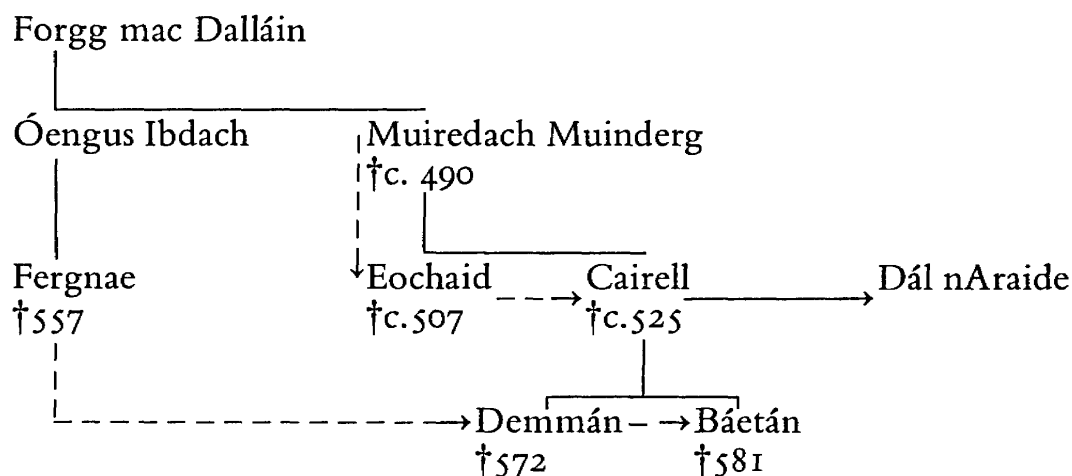 Forgg mac Dalláin
Óengus Ibdach Muiredach Muinderg
†c. 490
Fergnae Eochaid Cairell Dál nAraide
†557 †c.507 †c.525
Demmán Báetán
†572 †581